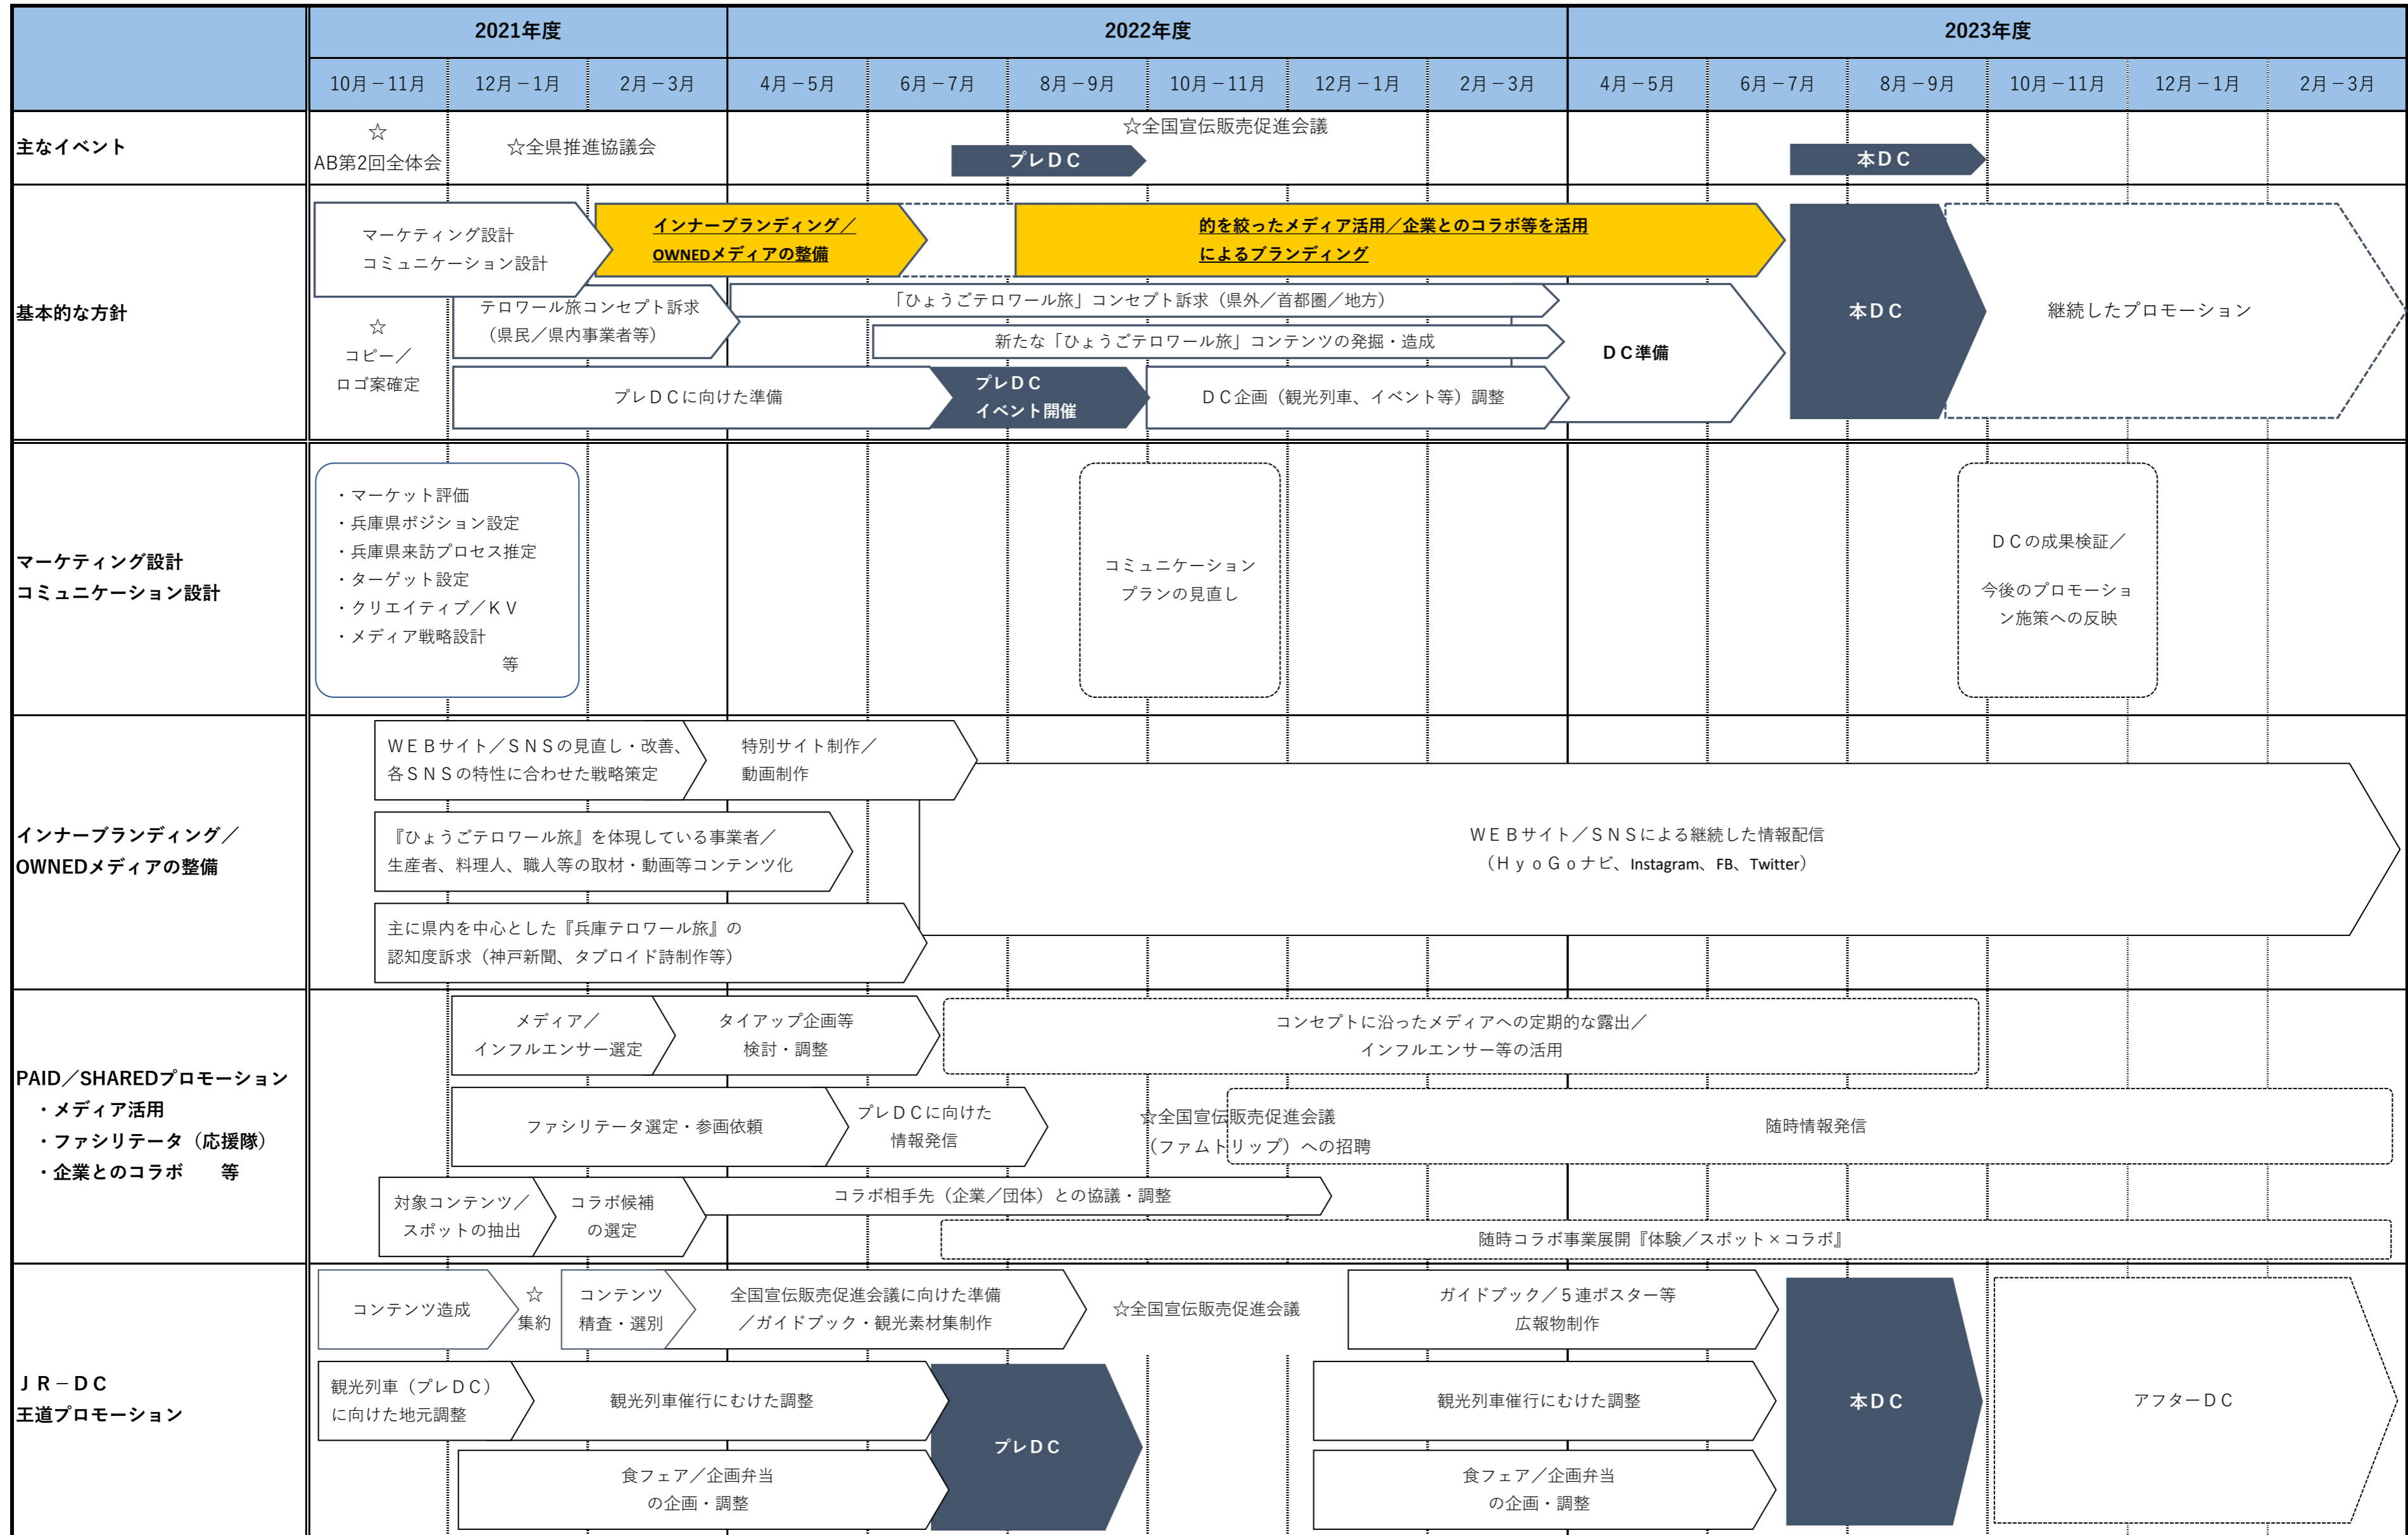 2021年度
2022年度
2023年度
10月－11月
12月－1月
2月－3月
4月－5月
6月－7月
8月－9月
10月－11月
12月－1月
2月－3月
4月－5月
6月－7月
8月－9月
10月－11月
12月－1月
2月－3月
主なイベント
☆
AB第2回全体会
☆全県推進協議会
☆全国宣伝販売促進会議
プレＤＣ
本ＤＣ
基本的な方針
マーケティング設計
コミュニケーション設計
インナーブランディング／
OWNEDメディアの整備
的を絞ったメディア活用／企業とのコラボ等を活用
によるブランディング
☆
コピー／
ロゴ案確定
テロワール旅コンセプト訴求
（県民／県内事業者等）
「ひょうごテロワール旅」コンセプト訴求（県外／首都圏／地方）
新たな「ひょうごテロワール旅」コンテンツの発掘・造成
プレＤＣに向けた準備
プレＤＣ
イベント開催
ＤＣ企画（観光列車、イベント等）調整
ＤＣ準備
本ＤＣ
継続したプロモーション
マーケティング設計
コミュニケーション設計
・マーケット評価
・兵庫県ポジション設定
・兵庫県来訪プロセス推定
・ターゲット設定
・クリエイティブ／ＫＶ
・メディア戦略設計
等
コミュニケーション
プランの見直し
ＤＣの成果検証／
今後のプロモーショ
ン施策への反映
インナーブランディング／
OWNEDメディアの整備
ＷＥＢサイト／ＳＮＳの見直し・改善、
各ＳＮＳの特性に合わせた戦略策定
特別サイト制作／
動画制作
『ひょうごテロワール旅』を体現している事業者／
生産者、料理人、職人等の取材・動画等コンテンツ化
主に県内を中心とした『兵庫テロワール旅』の
認知度訴求（神戸新聞、タブロイド詩制作等）
ＷＥＢサイト／ＳＮＳによる継続した情報配信
（ＨｙｏＧｏナビ、Instagram、FB、Twitter）
PAID／SHAREDプロモーション
・メディア活用
・ファシリテータ（応援隊）
・企業とのコラボ　　等
メディア／
インフルエンサー選定
タイアップ企画等
検討・調整
コンセプトに沿ったメディアへの定期的な露出／
インフルエンサー等の活用
ファシリテータ選定・参画依頼
プレＤＣに向けた
情報発信
☆全国宣伝販売促進会議
（ファムトリップ）への招聘
随時情報発信
対象コンテンツ／
スポットの抽出
コラボ候補
の選定
コラボ相手先（企業／団体）との協議・調整
随時コラボ事業展開『体験／スポット×コラボ』
ＪＲ－ＤＣ
王道プロモーション
コンテンツ造成
☆
集約
コンテンツ
精査・選別
全国宣伝販売促進会議に向けた準備
／ガイドブック・観光素材集制作
☆全国宣伝販売促進会議
ガイドブック／５連ポスター等
広報物制作
観光列車（プレＤＣ）
に向けた地元調整
観光列車催行にむけた調整
プレＤＣ
観光列車催行にむけた調整
本ＤＣ
アフターＤＣ
食フェア／企画弁当
の企画・調整
食フェア／企画弁当
の企画・調整